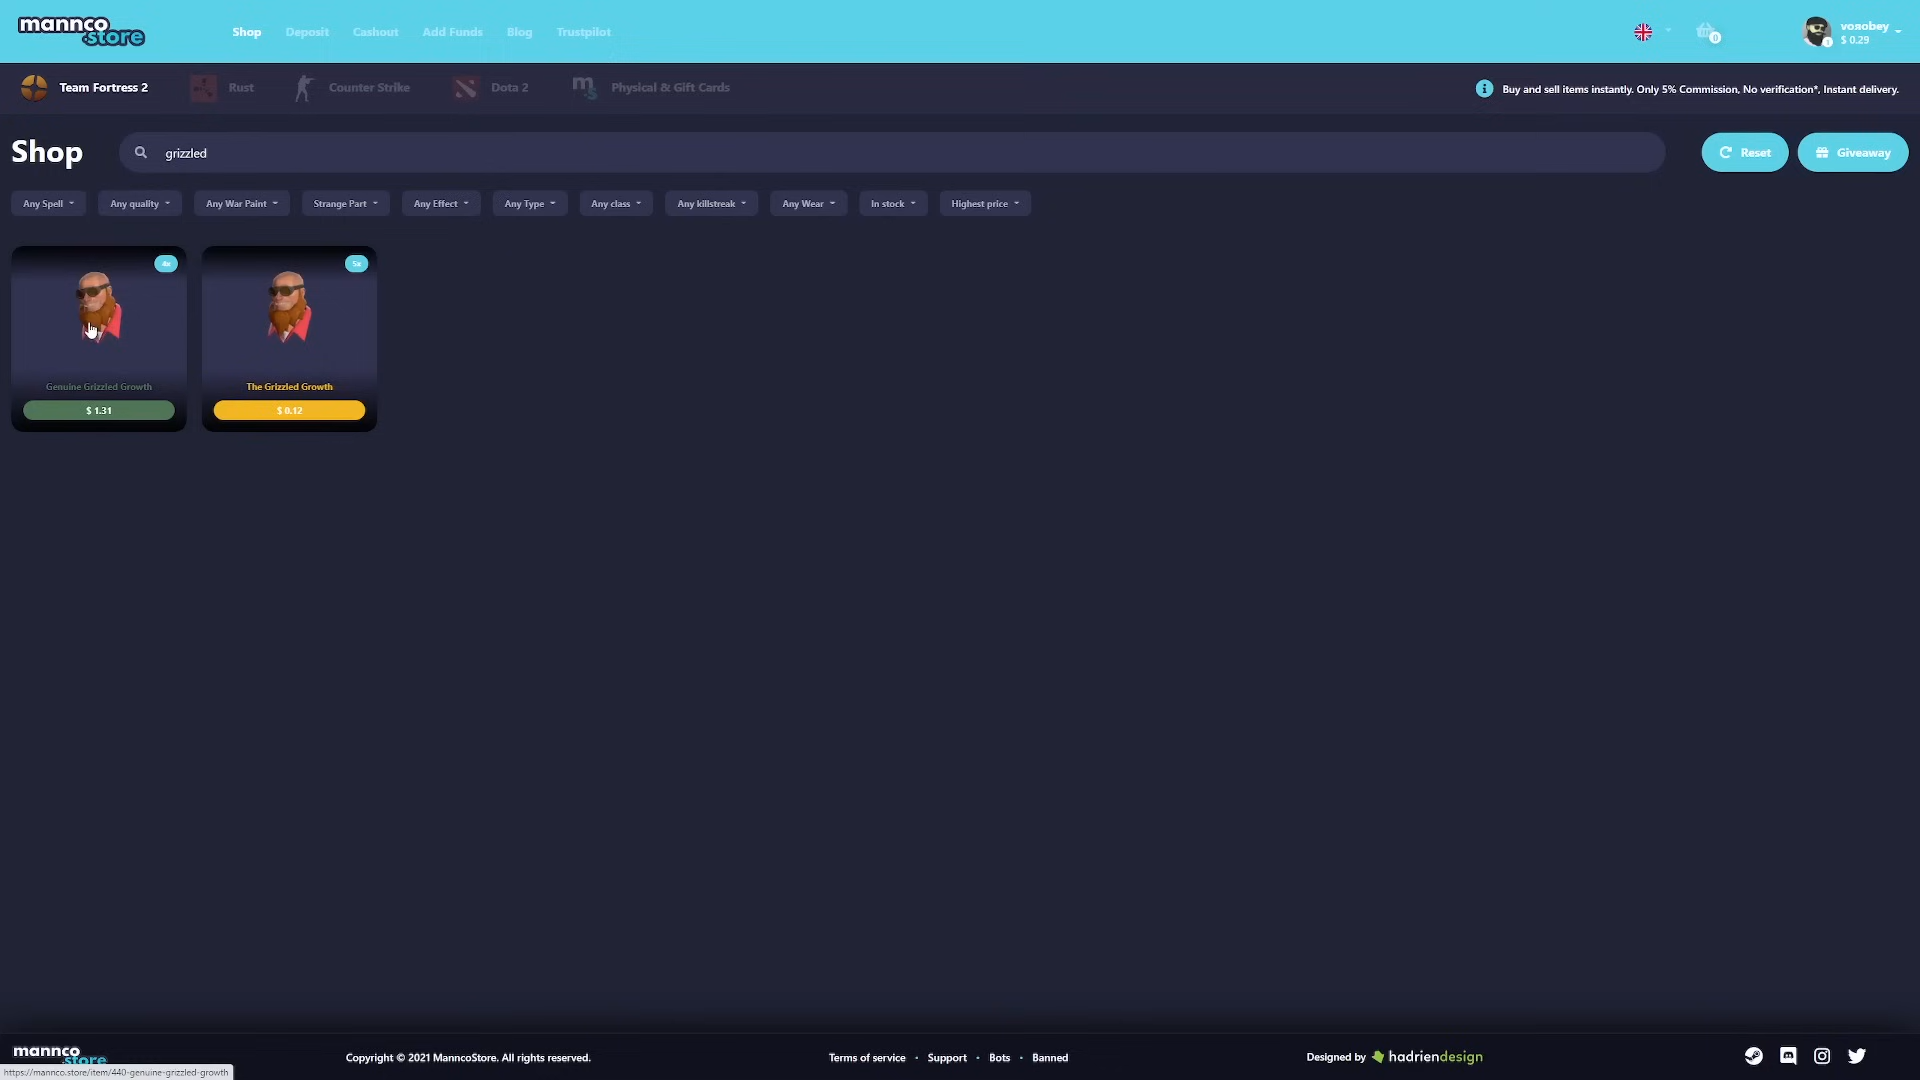 mannco
.store
Shop Deposit Cashout Add Funds Blog Trustpilot
0
voяobey
$ 0.29
Team Fortress 2 Rust Counter Strike Dota 2 Physical & Gift Cards
Buy and sell items instantly. Only 5% Commission, No verification*, Instant delivery.
Shop
grizzled
Reset
Giveaway
Any Spell Any quality Any War Paint Strange Part Any Effect Any Type Any class Any killstreak Any Wear In stock Highest price
4x 5x
Genuine Grizzled Growth The Grizzled Growth
$ 1.31 $ 0.12
mannco
.store
Copyright © 2021 ManncoStore. All rights reserved.
Terms of service • Support • Bots • Banned
Designed by hadriendesign
https://mannco.store/item/440-genuine-grizzled-growth